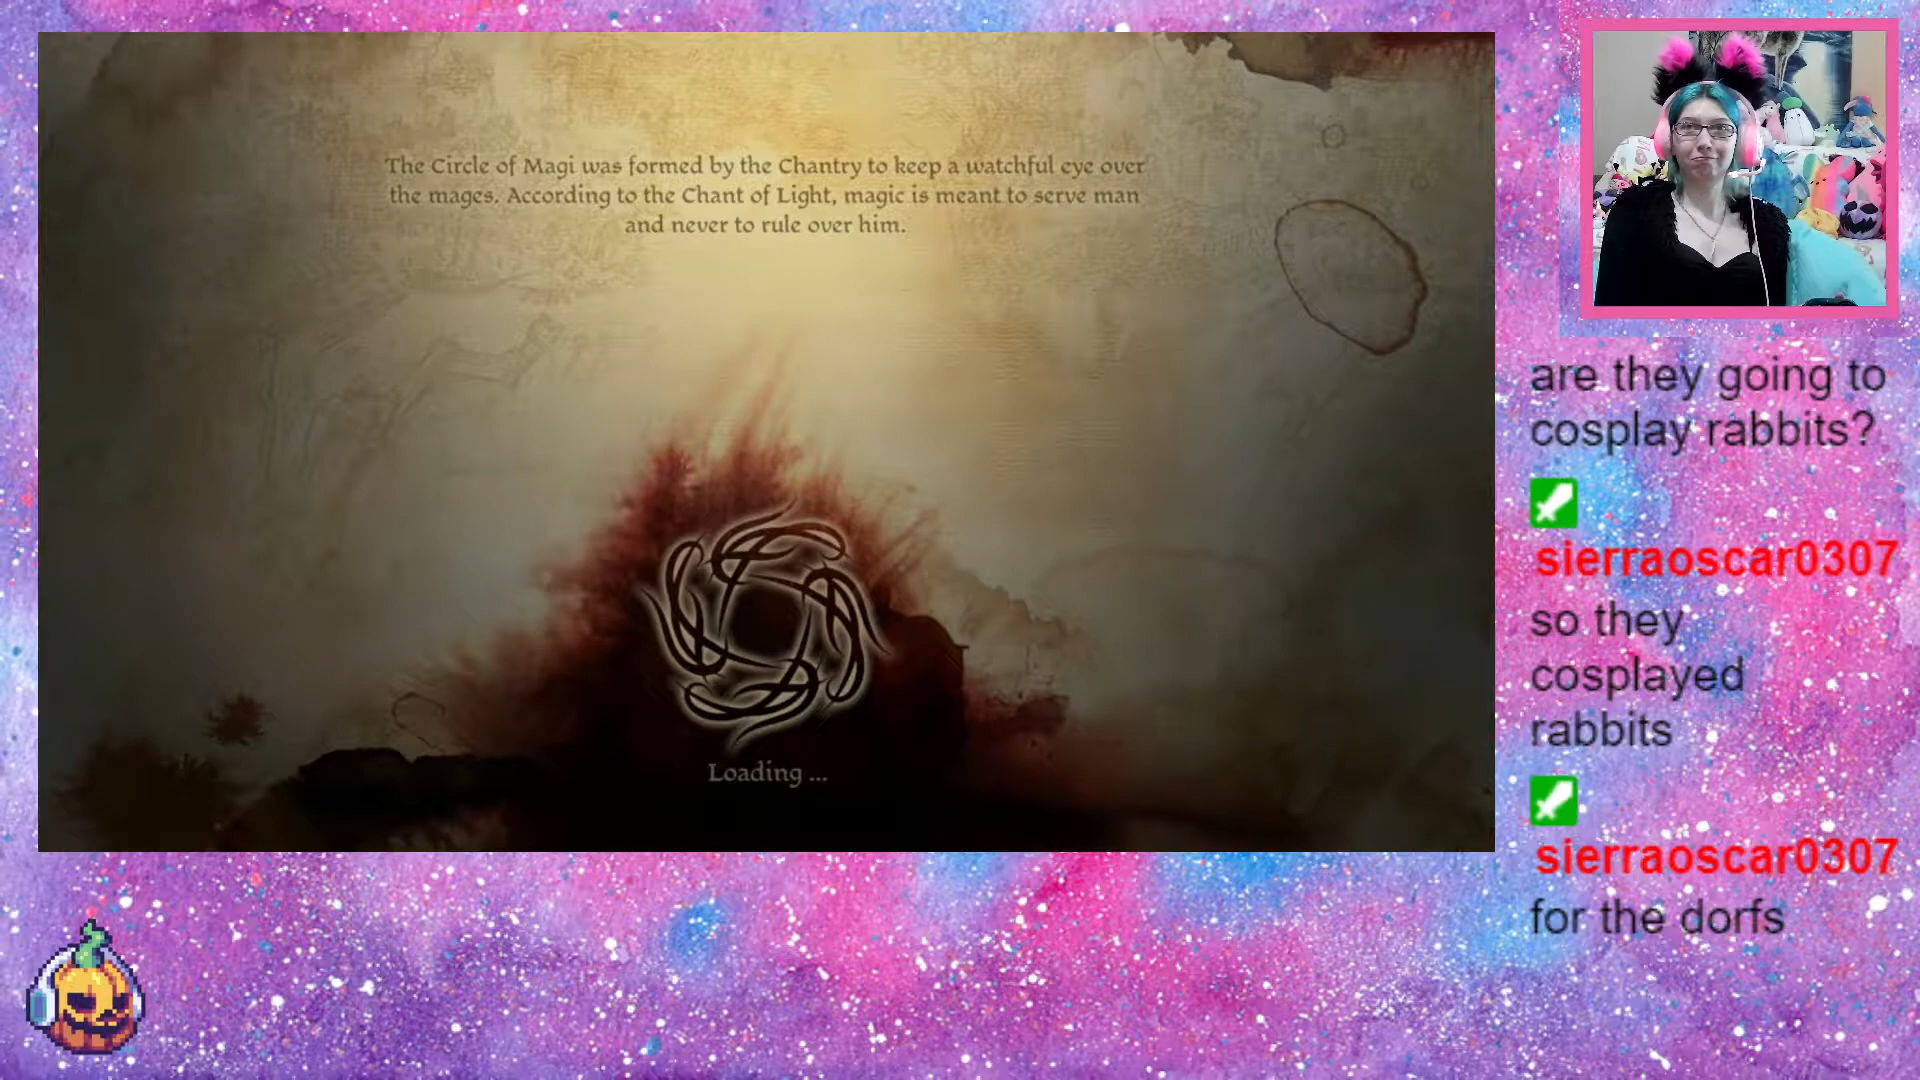 The Circle of Magi was formed by the Chantry to keep a watchful eye over
the mages. According to the Chant of Light, magic is meant to serve man
and never to rule over him.
Loading ...
are they going to
cosplay rabbits?
sierraoscar0307
so they
cosplayed
rabbits
sierraoscar0307
for the dorfs